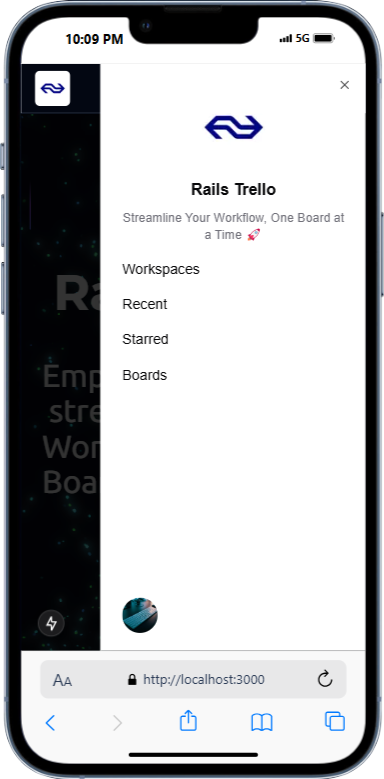 10:09 PM
5G
Rails Trello
Streamline Your Workflow, One Board at
a Time 🚀
Workspaces
Recent
Starred
Boards
Ra
Emp
stre
Wor
Boa
AA
http://localhost:3000